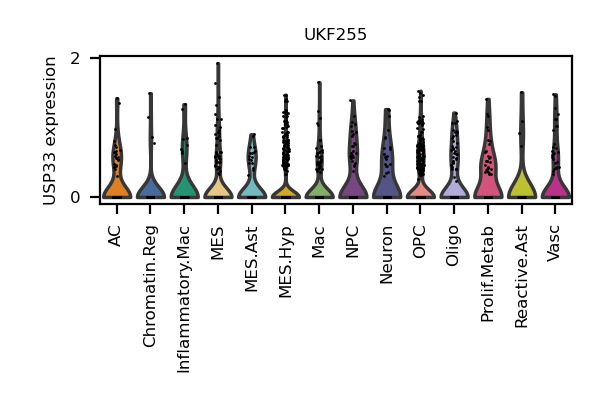 UKF255
USP33 expression
2
0
AC
Chromatin.Reg
Inflammatory.Mac
MES
MES.Ast
MES.Hyp
Mac
NPC
Neuron
OPC
Oligo
Prolif.Metab
Reactive.Ast
Vasc